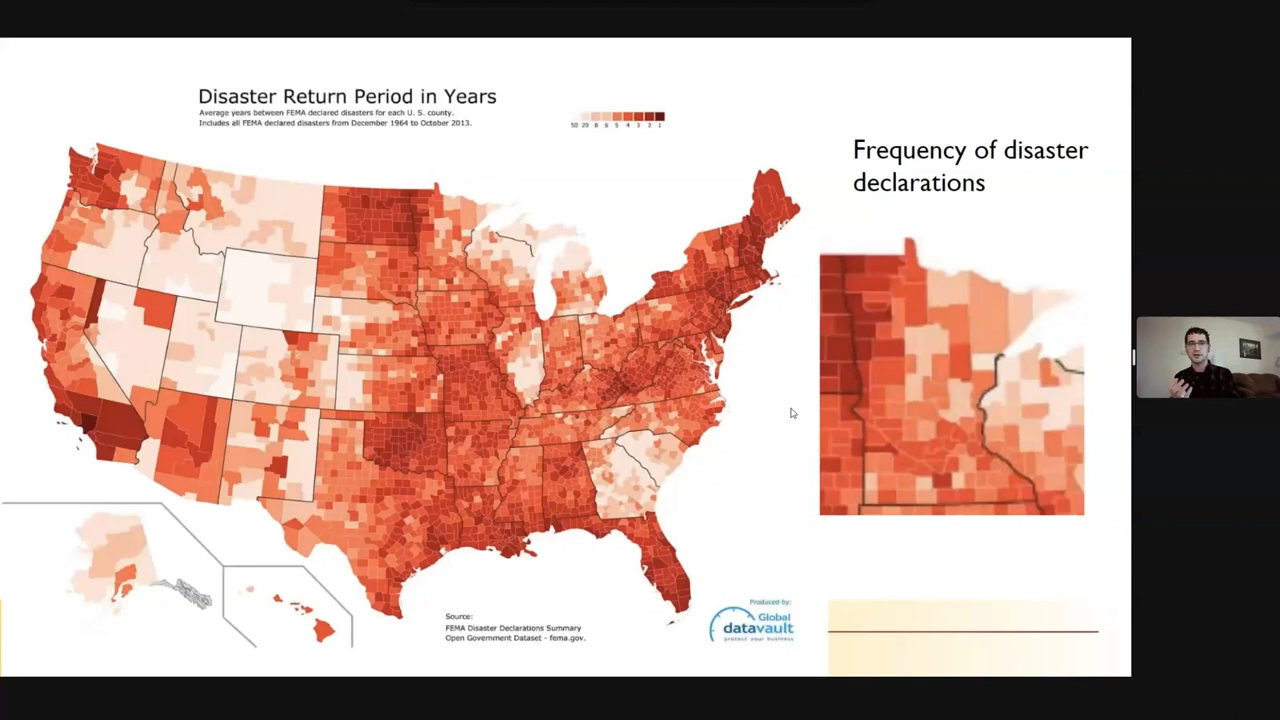 Disaster Return Period in Years
Average years between FEMA declared disasters for each U. S. county.
Includes all FEMA declared disasters from December 1964 to October 2013.
50 20 8 6 5 4 3 2 1
Frequency of disaster
declarations
Source:
FEMA Disaster Declarations Summary
Open Government Dataset - fema.gov.
Produced by:
Global
datavault
protect your business